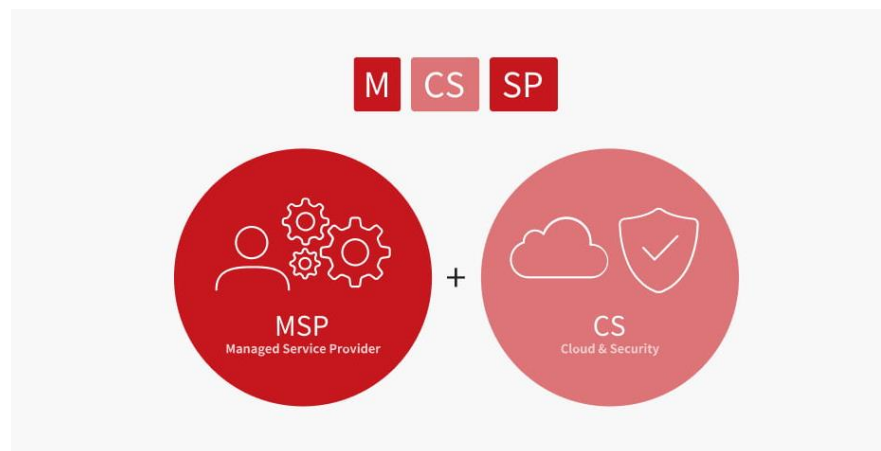 M CS SP
+
MSP
Managed Service Provider
CS
Cloud & Security